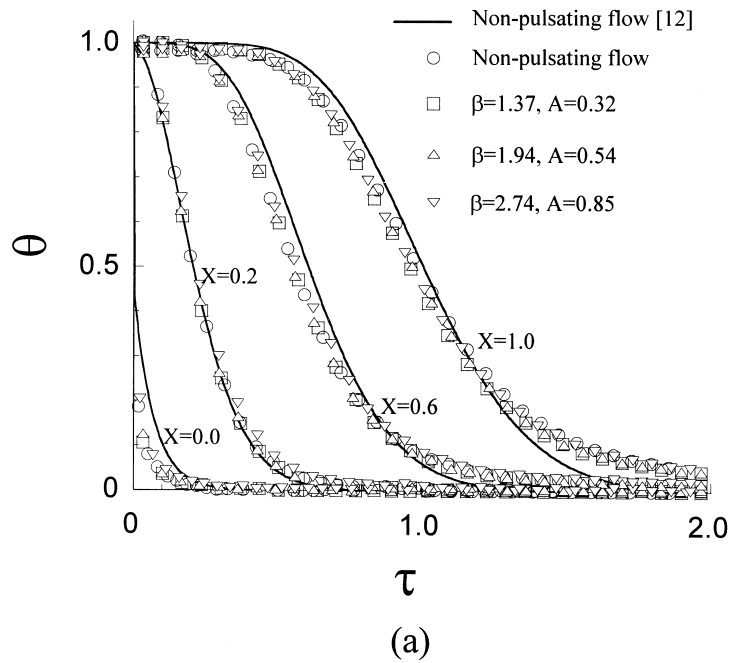 Non-pulsating flow [12]
Non-pulsating flow
β=1.37, A=0.32
β=1.94, A=0.54
β=2.74, A=0.85
1.0
θ
0.5
X=0.2
X=1.0
X=0.6
X=0.0
0
0
1.0
2.0
τ
(a)